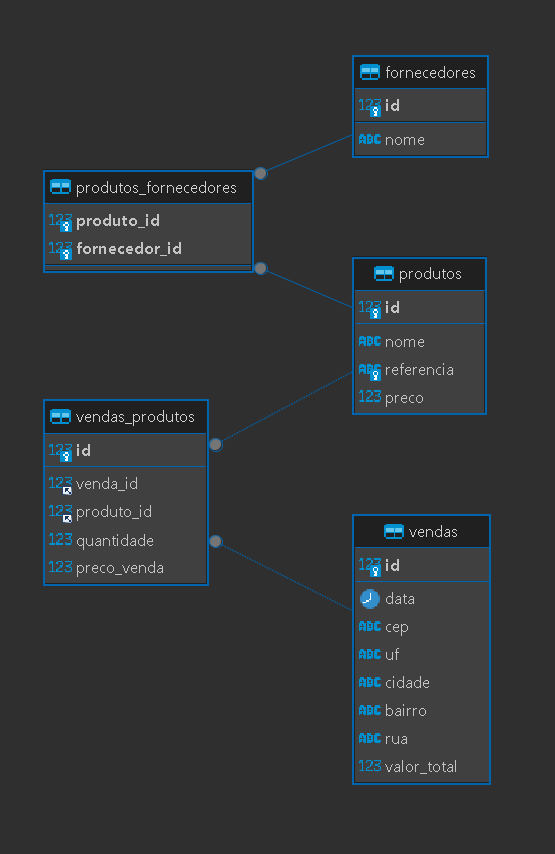 fornecedores
123 id
ABC nome
produtos_fornecedores
123 produto_id
123 fornecedor_id
produtos
123 id
ABC nome
ABC referencia
123 preco
vendas_produtos
123 id
123 venda_id
123 produto_id
123 quantidade
123 preco_venda
vendas
123 id
data
ABC cep
ABC uf
ABC cidade
ABC bairro
ABC rua
123 valor_total